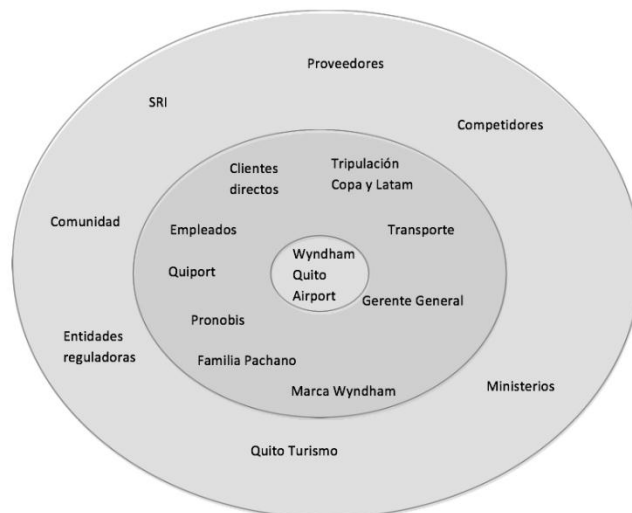 Proveedores
SRI
Competidores
Clientes
directos
Tripulación
Copa y Latam
Comunidad
Empleados
Transporte
Wyndham
Quito
Airport
Quiport
Gerente General
Pronobis
Entidades
reguladoras
Familia Pachano
Marca Wyndham
Ministerios
Quito Turismo